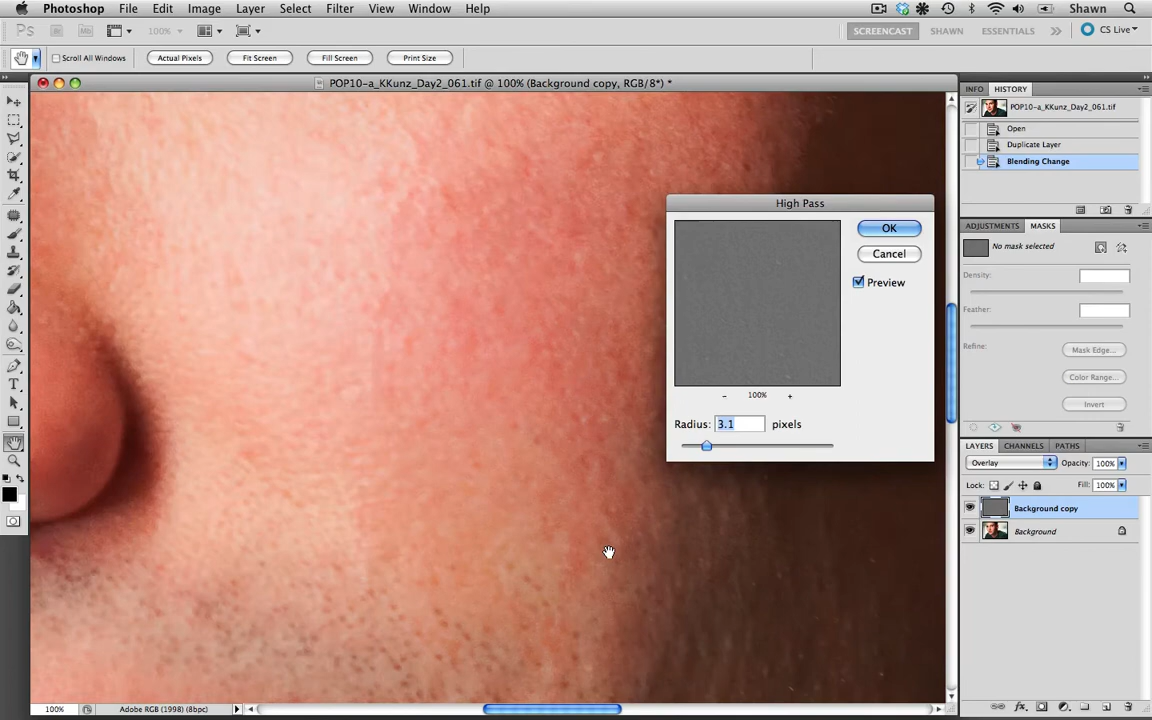 Photoshop File Edit Image Layer Select Filter View Window Help Shawn
Ps Br Mb 100% SCREENCAST SHAWN ESSENTIALS CS Live
Scroll All Windows Actual Pixels Fit Screen Fill Screen Print Size
POP10-a_KKunz_Day2_061.tif @ 100% (Background copy, RGB/8*) *
INFO HISTORY
POP10-a_KKunz_Day2_061.tif
Open
Duplicate Layer
Blending Change
High Pass
OK
Cancel
Preview
- 100% +
Radius: 3.1 pixels
ADJUSTMENTS MASKS
No mask selected
Density:
Feather:
Refine:
Mask Edge...
Color Range...
Invert
LAYERS CHANNELS PATHS
Overlay Opacity: 100%
Lock: Fill: 100%
Background copy
Background
T
100% Adobe RGB (1998) (8bpc)
fx